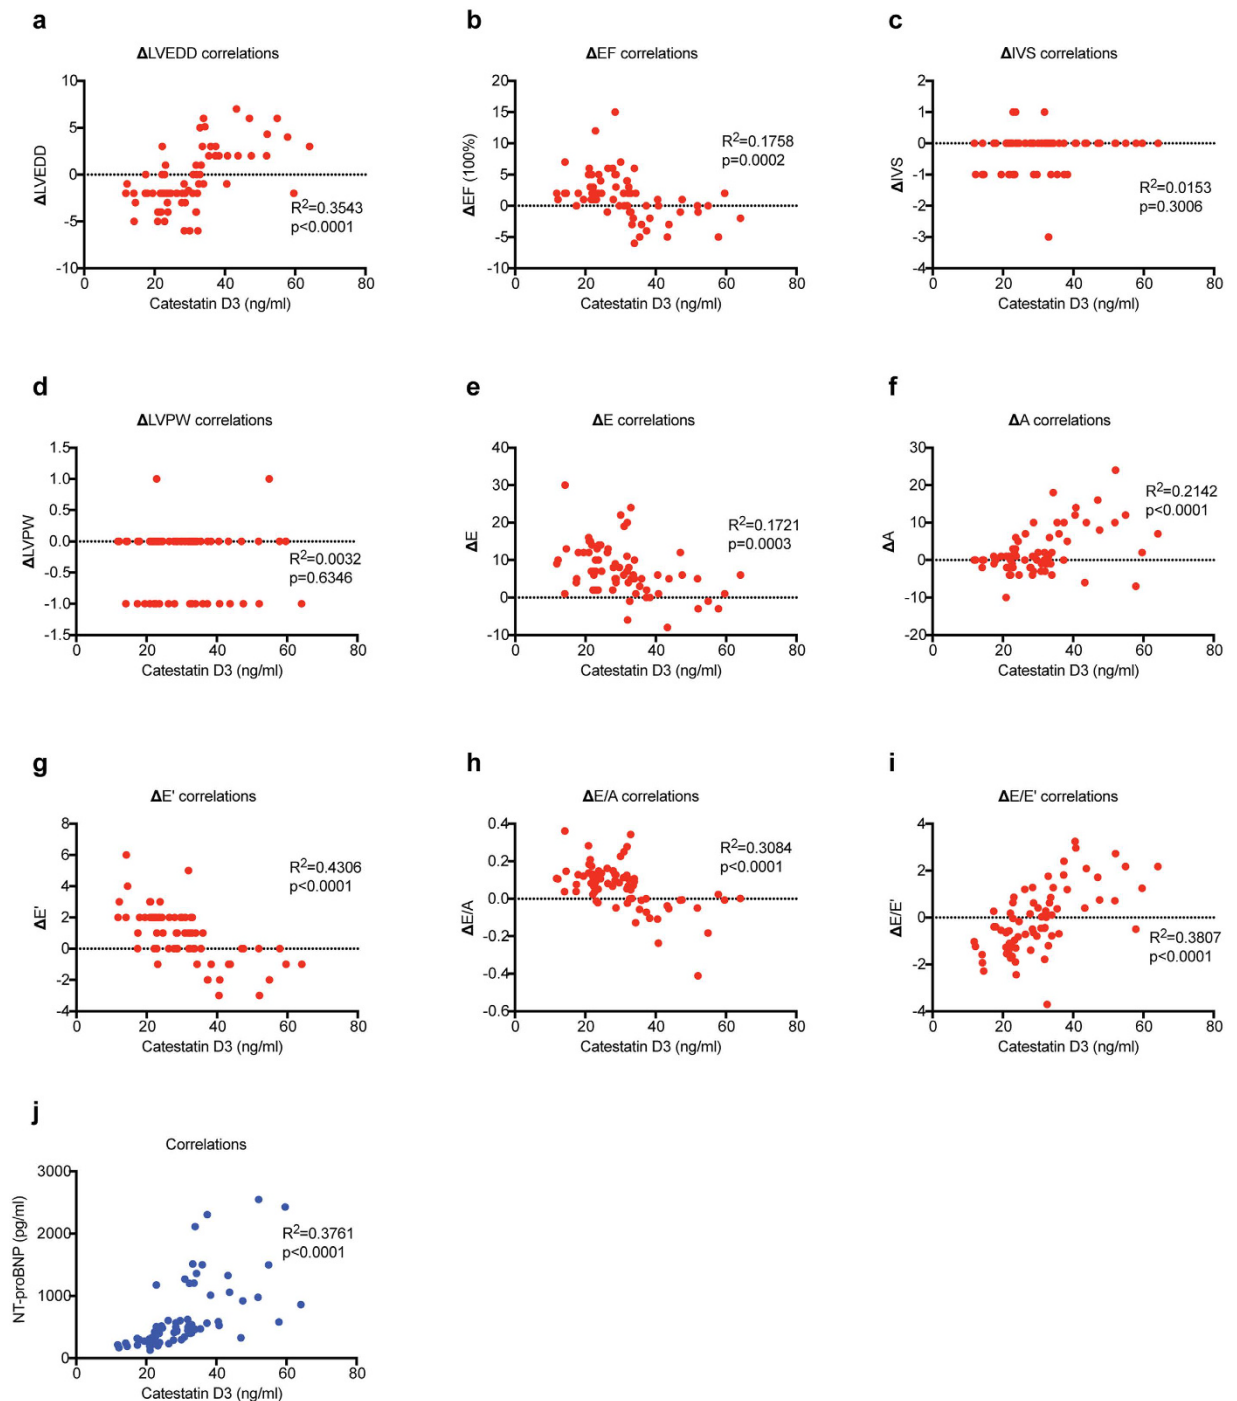 a
ΔLVEDD correlations
10
5
0
-5
-10
ΔLVEDD
R²=0.3543
p<0.0001
0 20 40 60 80
Catestatin D3 (ng/ml)
b
ΔEF correlations
20
15
10
5
0
-5
-10
ΔEF (100%)
R²=0.1758
p=0.0002
0 20 40 60 80
Catestatin D3 (ng/ml)
c
ΔIVS correlations
2
1
0
-1
-2
-3
-4
ΔIVS
R²=0.0153
p=0.3006
0 20 40 60 80
Catestatin D3 (ng/ml)
d
ΔLVPW correlations
1.5
1.0
0.5
0.0
-0.5
-1.0
-1.5
ΔLVPW
R²=0.0032
p=0.6346
0 20 40 60 80
Catestatin D3 (ng/ml)
e
ΔE correlations
40
30
20
10
0
-10
ΔE
R²=0.1721
p=0.0003
0 20 40 60 80
Catestatin D3 (ng/ml)
f
ΔA correlations
30
20
10
0
-10
-20
ΔA
R²=0.2142
p<0.0001
0 20 40 60 80
Catestatin D3 (ng/ml)
g
ΔE' correlations
8
6
4
2
0
-2
-4
ΔE'
R²=0.4306
p<0.0001
0 20 40 60 80
Catestatin D3 (ng/ml)
h
ΔE/A correlations
0.4
0.2
0.0
-0.2
-0.4
-0.6
ΔE/A
R²=0.3084
p<0.0001
0 20 40 60 80
Catestatin D3 (ng/ml)
i
ΔE/E' correlations
4
2
0
-2
-4
ΔE/E'
R²=0.3807
p<0.0001
0 20 40 60 80
Catestatin D3 (ng/ml)
j
Correlations
3000
2000
1000
0
NT-proBNP (pg/ml)
R²=0.3761
p<0.0001
0 20 40 60 80
Catestatin D3 (ng/ml)